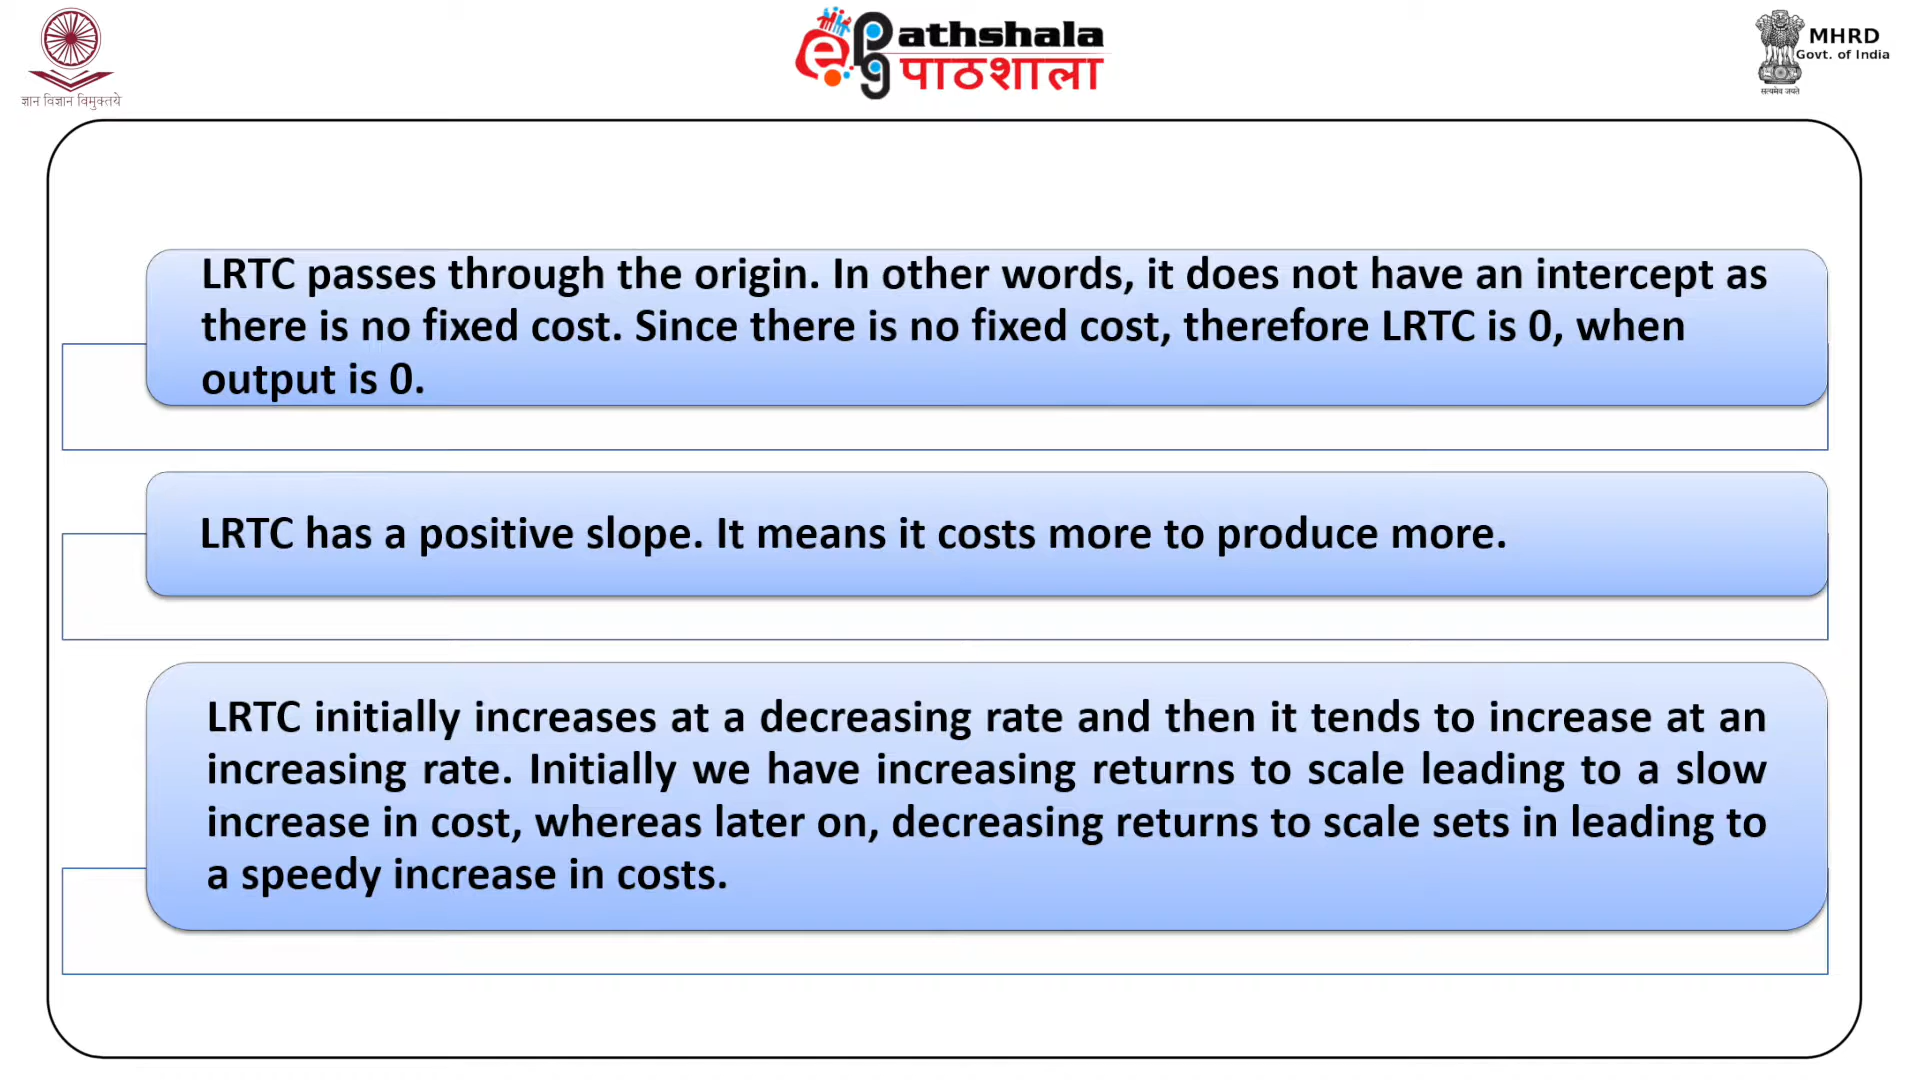 ज्ञान विज्ञान विमुक्तये
ePG Pathshala
पाठशाला
MHRD
Govt. of India
सत्यमेव जयते
LRTC passes through the origin. In other words, it does not have an intercept as
there is no fixed cost. Since there is no fixed cost, therefore LRTC is 0, when
output is 0.
LRTC has a positive slope. It means it costs more to produce more.
LRTC initially increases at a decreasing rate and then it tends to increase at an
increasing rate. Initially we have increasing returns to scale leading to a slow
increase in cost, whereas later on, decreasing returns to scale sets in leading to
a speedy increase in costs.